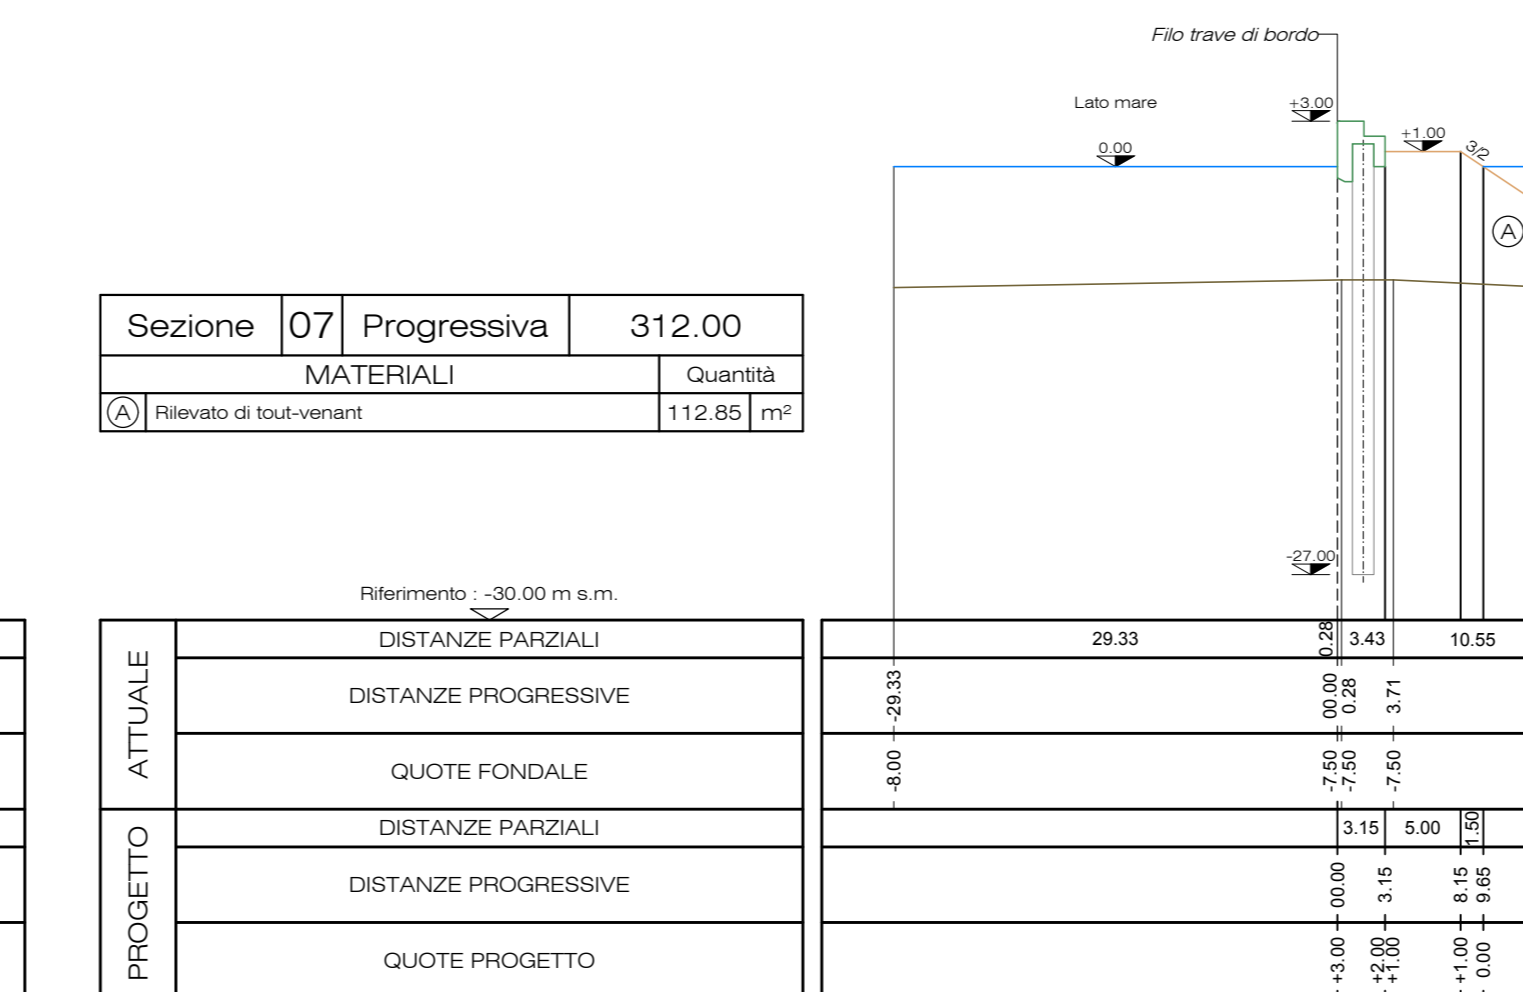 Filo trave di bordo
Lato mare
+3.00
0.00
+1.00
3/2
A
Sezione 07 Progressiva 312.00
MATERIALI Quantità
A Rilevato di tout-venant 112.85 m²
-27.00
Riferimento : -30.00 m s.m.
ATTUALE
DISTANZE PARZIALI 29.33 0.28 3.43 10.55
DISTANZE PROGRESSIVE -29.33 00.00 0.28 3.71
QUOTE FONDALE -8.00 -7.50 -7.50 -7.50
PROGETTO
DISTANZE PARZIALI 3.15 5.00 1.50
DISTANZE PROGRESSIVE 00.00 3.15 8.15 9.65
QUOTE PROGETTO +3.00 +2.00 +1.00 +1.00 0.00